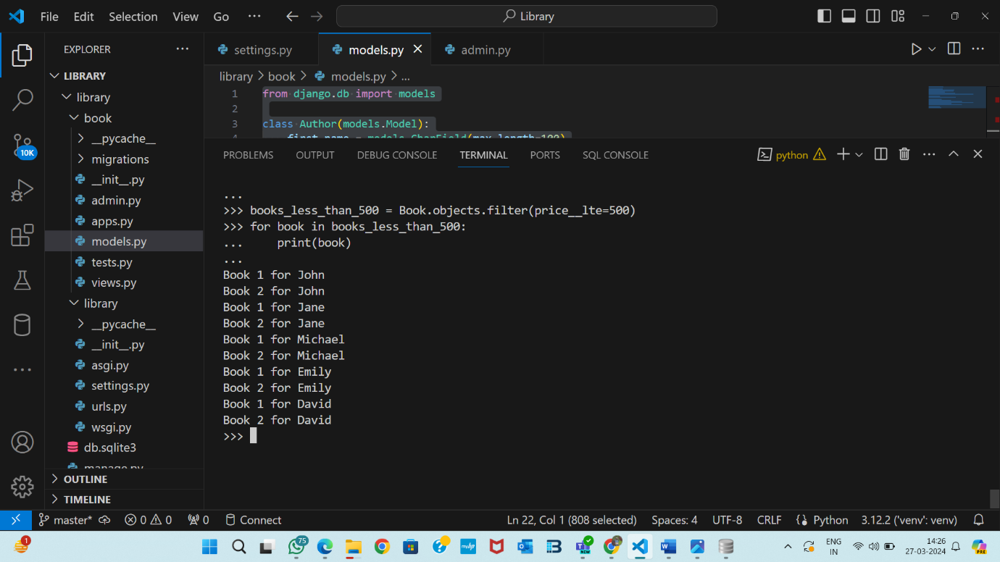 File Edit Selection View Go ... Library
EXPLORER ...
LIBRARY
library
book
__pycache__
migrations
__init__.py
admin.py
apps.py
models.py
tests.py
views.py
library
__pycache__
__init__.py
asgi.py
settings.py
urls.py
wsgi.py
db.sqlite3
manage.py
OUTLINE
TIMELINE
10K
settings.py models.py admin.py
library > book > models.py > ...
1 from django.db import models
2
3 class Author(models.Model):
4 first_name = models.CharField(max_length=100)
PROBLEMS OUTPUT DEBUG CONSOLE TERMINAL PORTS SQL CONSOLE python
...
>>> books_less_than_500 = Book.objects.filter(price__lte=500)
>>> for book in books_less_than_500:
...     print(book)
...
Book 1 for John
Book 2 for John
Book 1 for Jane
Book 2 for Jane
Book 1 for Michael
Book 2 for Michael
Book 1 for Emily
Book 2 for Emily
Book 1 for David
Book 2 for David
>>>
master* 0 0 0 Connect Ln 22, Col 1 (808 selected) Spaces: 4 UTF-8 CRLF Python 3.12.2 ('venv': venv)
1 75 NEW ENG 14:26
IN 27-03-2024 PRE